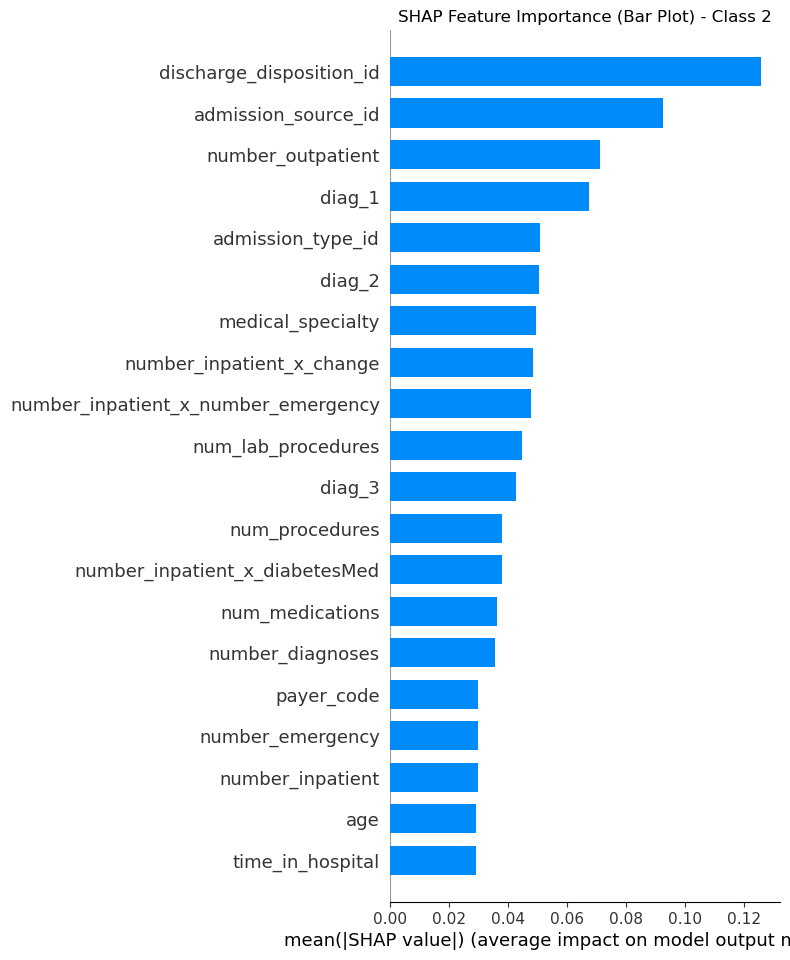 SHAP Feature Importance (Bar Plot) - Class 2
discharge_disposition_id
admission_source_id
number_outpatient
diag_1
admission_type_id
diag_2
medical_specialty
number_inpatient_x_change
number_inpatient_x_number_emergency
num_lab_procedures
diag_3
num_procedures
number_inpatient_x_diabetesMed
num_medications
number_diagnoses
payer_code
number_emergency
number_inpatient
age
time_in_hospital
0.00 0.02 0.04 0.06 0.08 0.10 0.12
mean(|SHAP value|) (average impact on model output